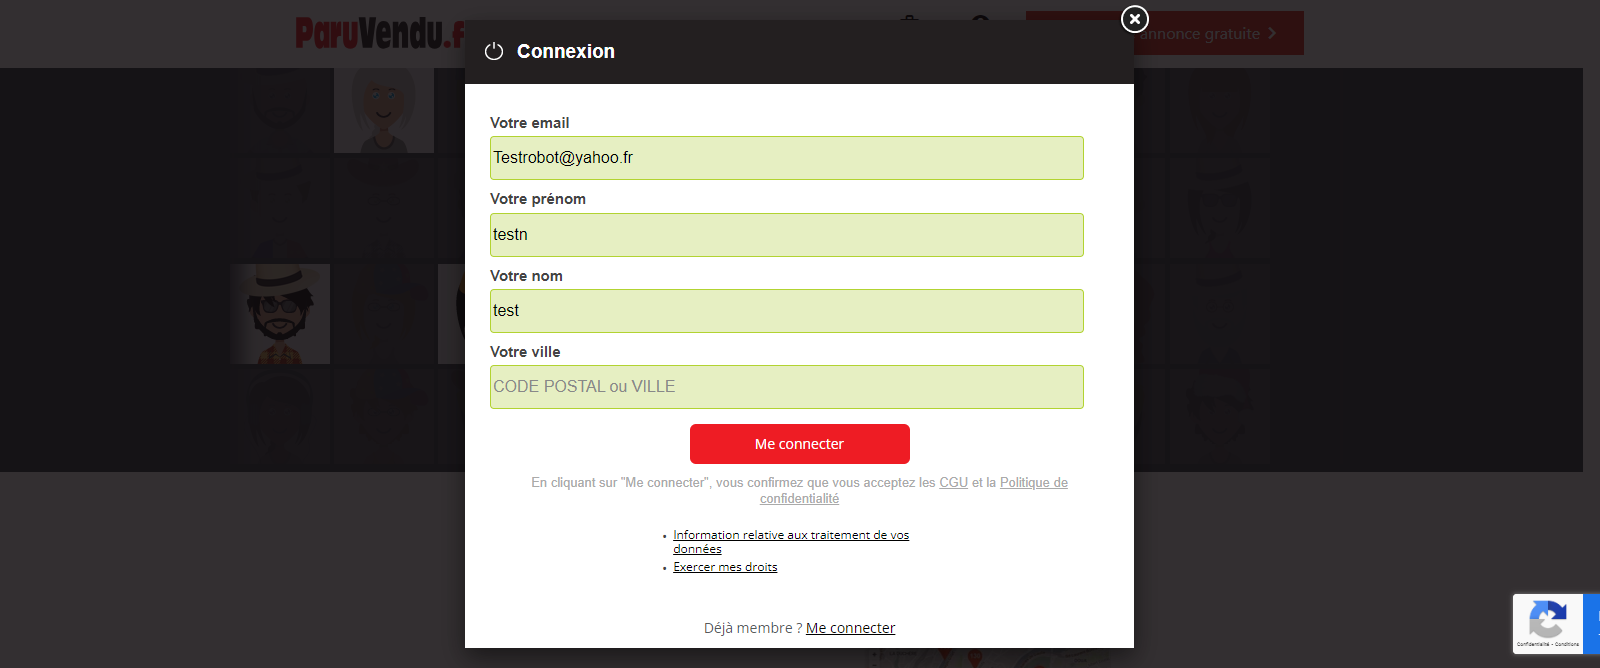 ParuVendu.f
annonce gratuite
Connexion
Votre email
Testrobot@yahoo.fr
Votre prénom
testn
Votre nom
test
Votre ville
CODE POSTAL ou VILLE
Me connecter
En cliquant sur "Me connecter", vous confirmez que vous acceptez les CGU et la Politique de
confidentialité
Information relative aux traitement de vos
données
Exercer mes droits
Déjà membre ? Me connecter
Confidentialité - Conditions